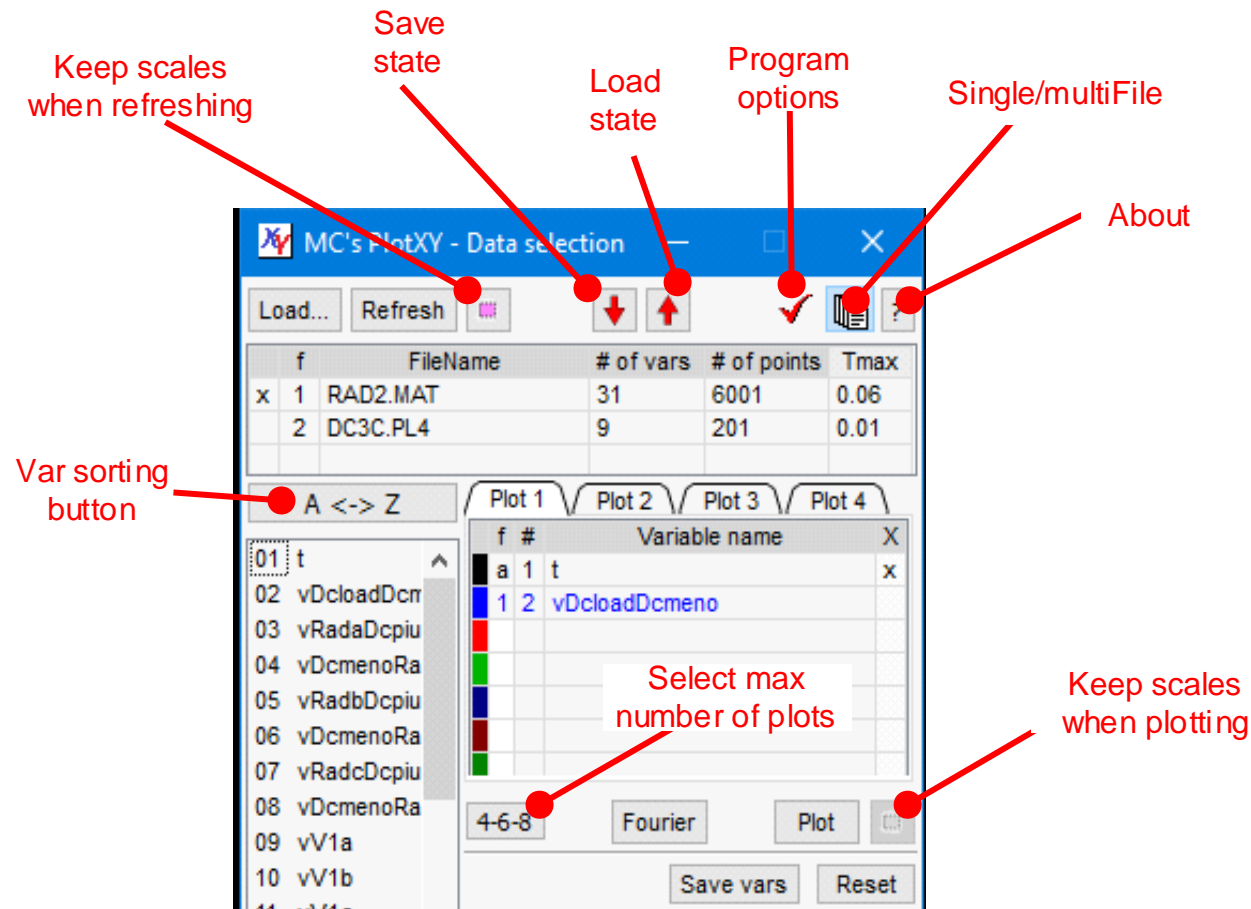 Save
state
Keep scales
when refreshing
Load
state
Program
options
Single/multiFile
About
MC's PlotXY - Data selection
Load... Refresh ?
f FileName # of vars # of points Tmax
x 1 RAD2.MAT 31 6001 0.06
2 DC3C.PL4 9 201 0.01
Var sorting
button
A <-> Z
Plot 1 Plot 2 Plot 3 Plot 4
f # Variable name X
a 1 t x
1 2 vDcloadDcmeno
01 t
02 vDcloadDcm
03 vRadaDcpiu
04 vDcmenoRa
05 vRadbDcpiu
06 vDcmenoRa
07 vRadcDcpiu
08 vDcmenoRa
09 vV1a
10 vV1b
Select max
number of plots
Keep scales
when plotting
4-6-8 Fourier Plot
Save vars Reset